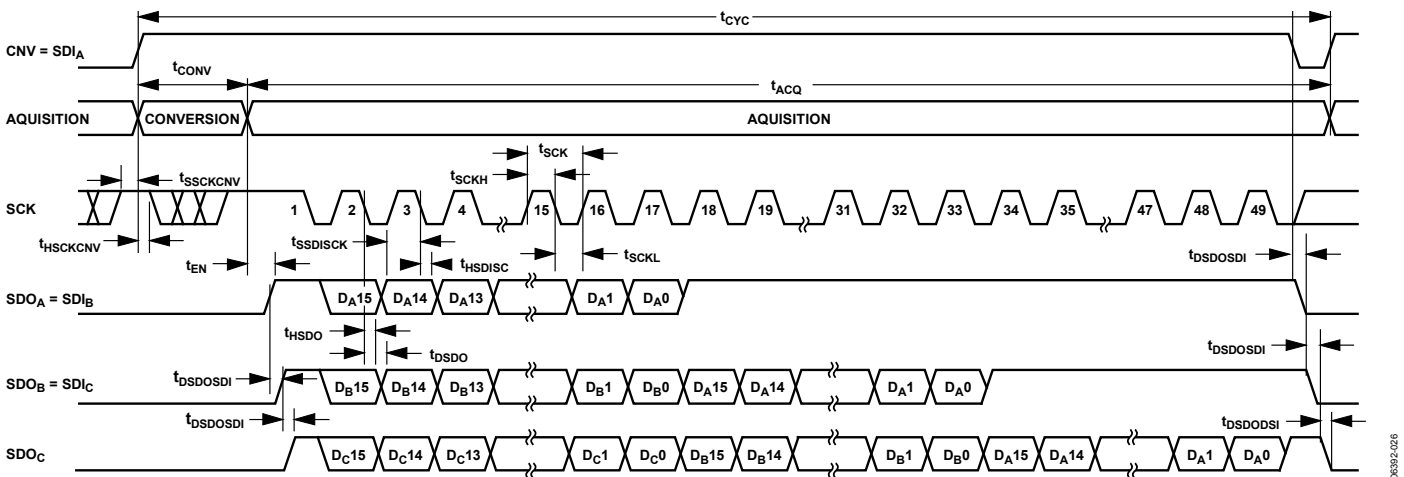 tCYC
CNV = SDIA
tCONV
tACQ
AQUISITION CONVERSION AQUISITION
tSCK
tSSCKCNV
tSCKH
SCK 1 2 3 4 15 16 17 18 19 31 32 33 34 35 47 48 49
tHSCKCNV
tSSDISCK
tEN
tHSDISC
tSCKL
tDSDOSDI
SDOA = SDIB DA15 DA14 DA13 DA1 DA0
tHSDO
tDSDO
tDSDOSDI
tDSDOSDI
SDOB = SDIC DB15 DB14 DB13 DB1 DB0 DA15 DA14 DA1 DA0
tDSDOSDI
tDSDODSI
SDOC DC15 DC14 DC13 DC1 DC0 DB15 DB14 DB1 DB0 DA15 DA14 DA1 DA0
06392-026